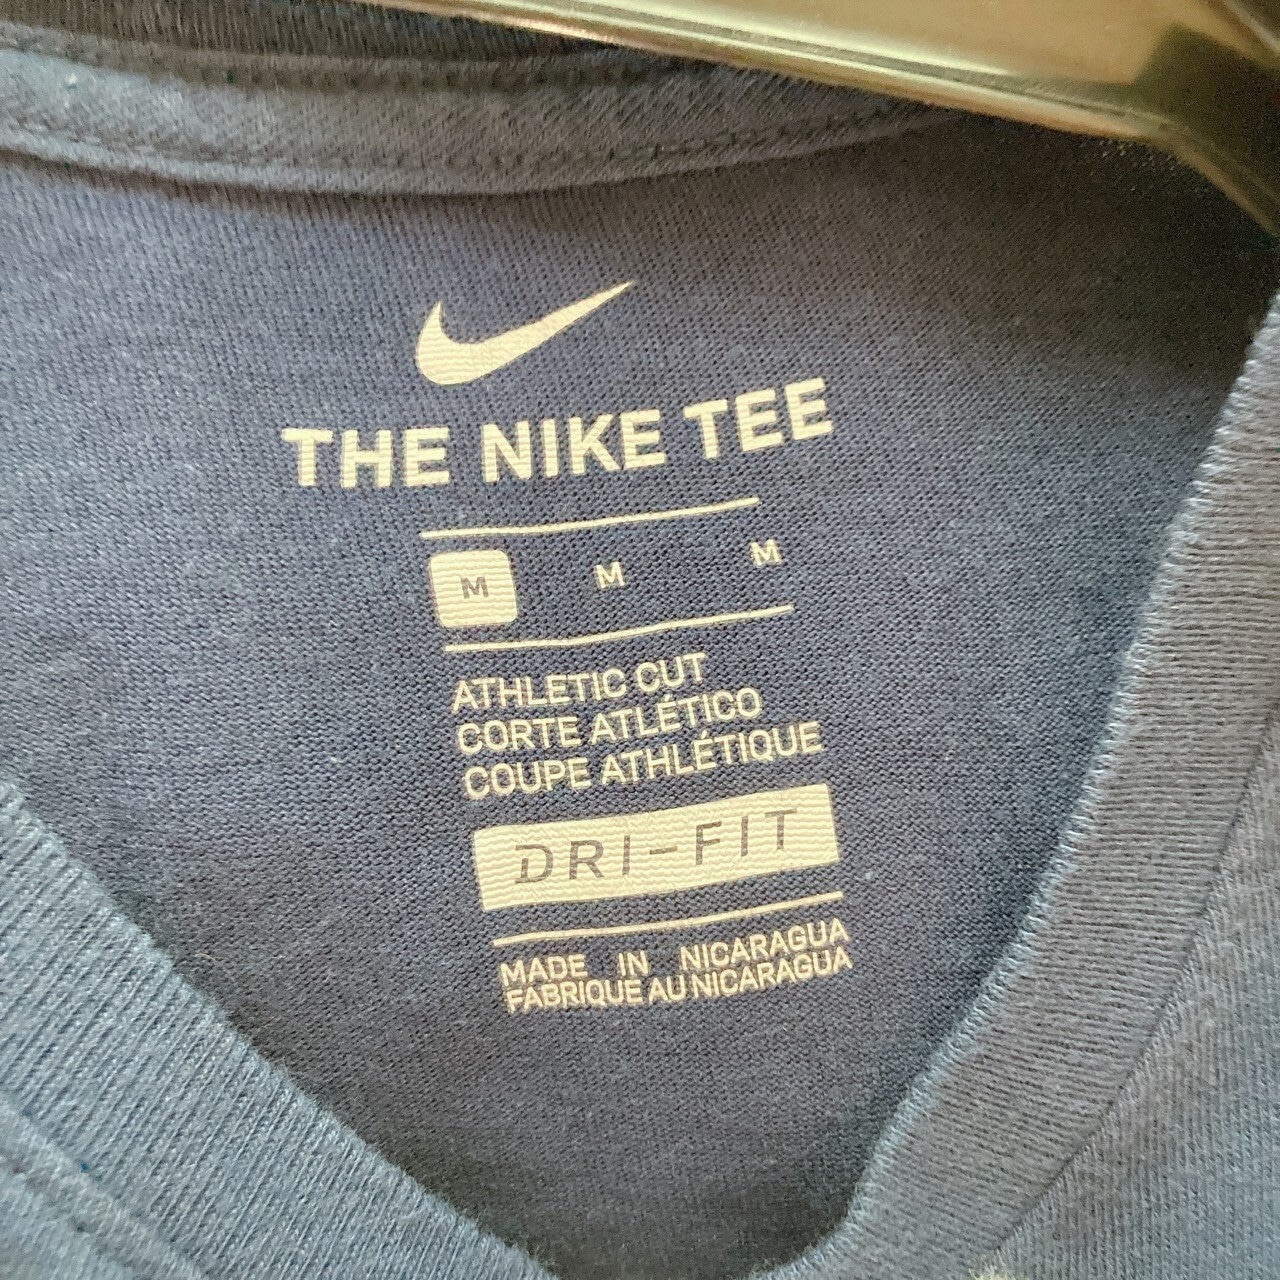 THE NIKE TEE
M M M
ATHLETIC CUT
CORTE ATLÉTICO
COUPE ATHLÉTIQUE
DRI-FIT
MADE IN NICARAGUA
FABRIQUE AU NICARAGUA